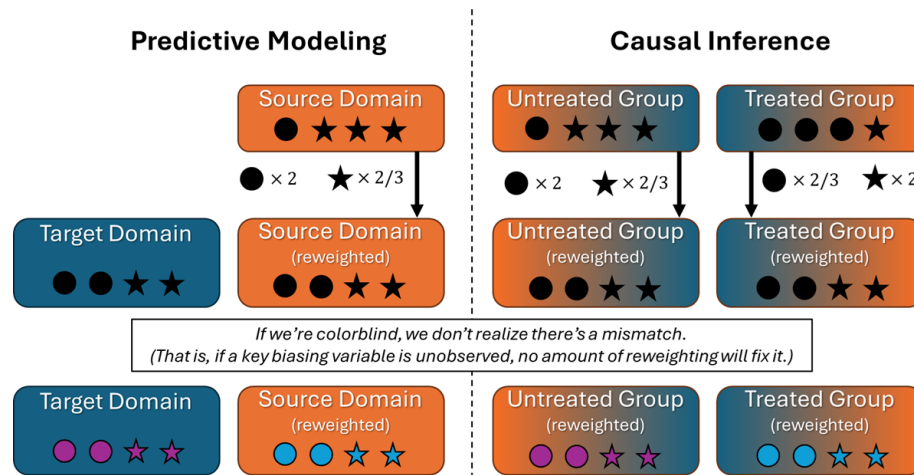 Predictive Modeling
Causal Inference
Source Domain
Untreated Group
Treated Group
× 2
× 2/3
× 2
× 2/3
× 2/3
× 2
Target Domain
Source Domain
(reweighted)
Untreated Group
(reweighted)
Treated Group
(reweighted)
If we're colorblind, we don't realize there's a mismatch.
(That is, if a key biasing variable is unobserved, no amount of reweighting will fix it.)
Target Domain
Source Domain
(reweighted)
Untreated Group
(reweighted)
Treated Group
(reweighted)